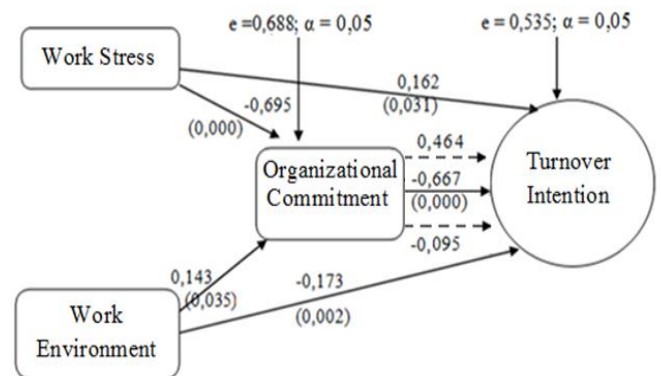 e =0,688; α = 0,05
e = 0,535; α = 0,05
Work Stress
0,162
(0,031)
-0,695
(0,000)
0,464
Organizational
Commitment
-0,667
(0,000)
Turnover
Intention
-0,095
0,143
(0,035)
-0,173
(0,002)
Work
Environment